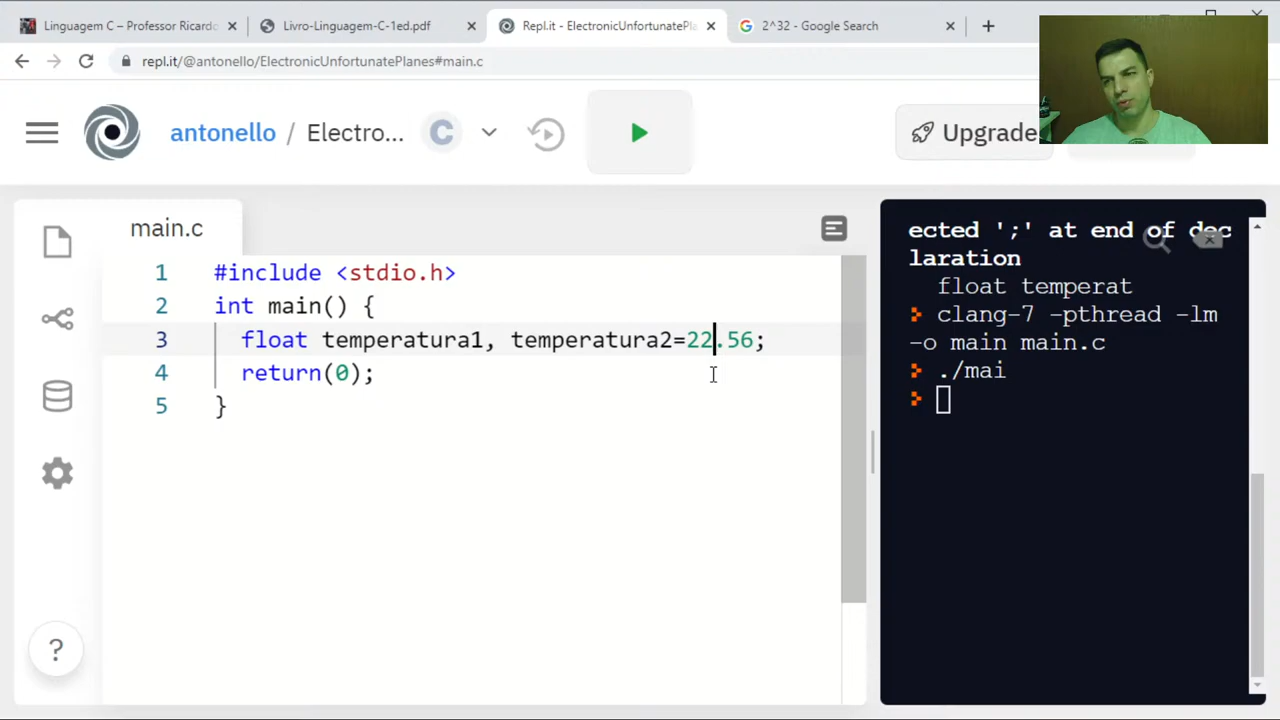 Linguagem C – Professor Ricardo
Livro-Linguagem-C-1ed.pdf
Repl.it - ElectronicUnfortunatePla
2^32 - Google Search
repl.it/@antonello/ElectronicUnfortunatePlanes#main.c
antonello / Electro...
C
Upgrade
main.c
1 #include <stdio.h>
2 int main() {
3 float temperatura1, temperatura2=22.56;
4 return(0);
5 }
?
ected ';' at end of dec
laration
float temperat
clang-7 -pthread -lm
-o main main.c
./mai